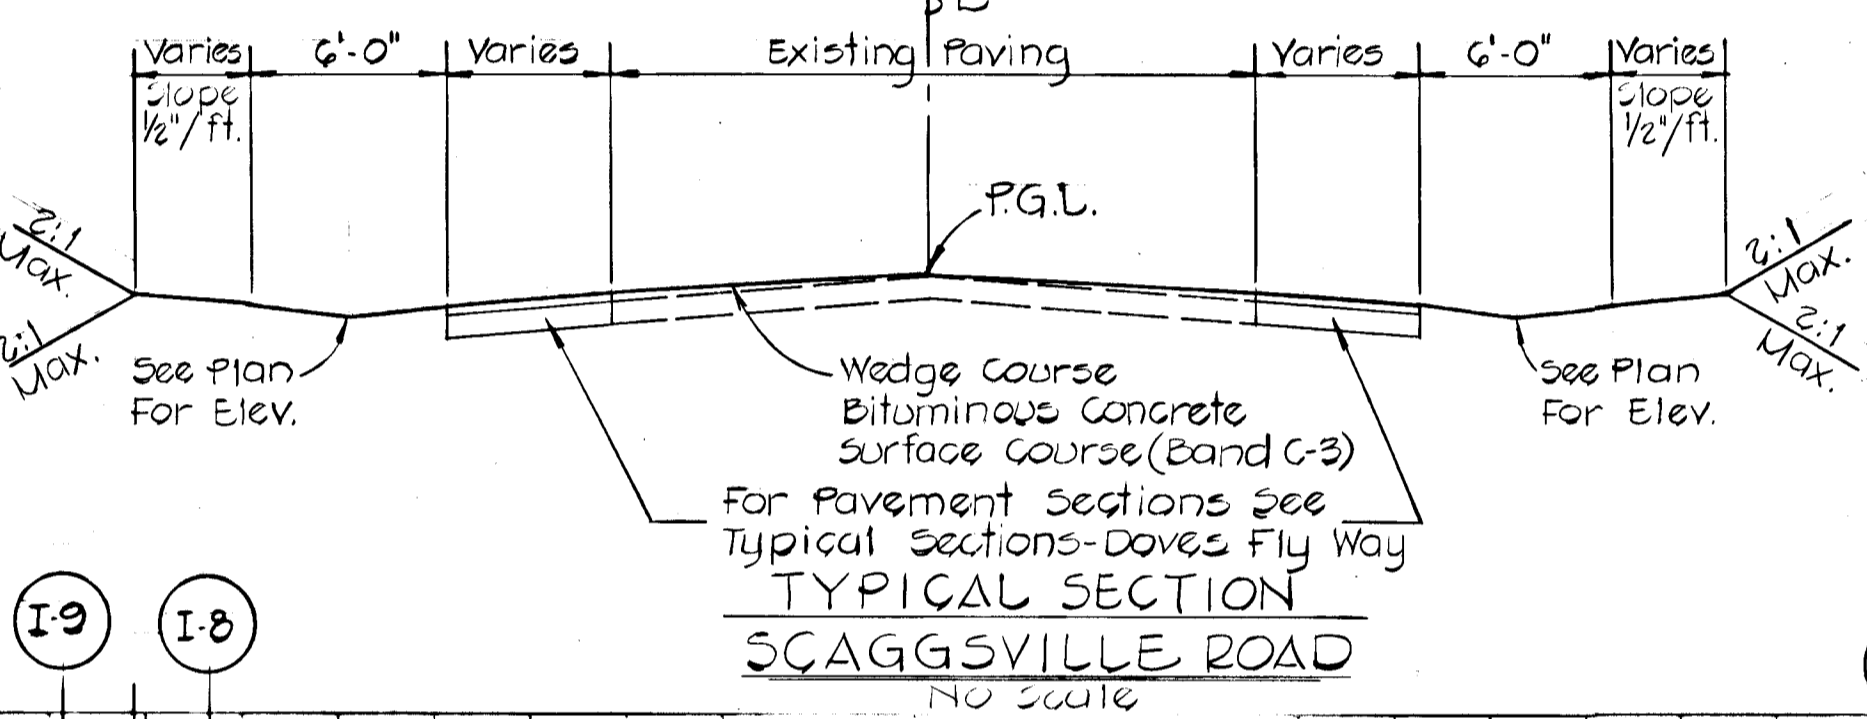 Varies 6'-0" Varies Existing Paving Varies 6'-0" Varies
Slope
1/2"/ft.
Slope
1/2"/ft.
P.G.L.
2:1
Max.
2:1
Max.
2:1
Max.
2:1
Max.
See Plan
For Elev.
Wedge Course
Bituminous Concrete
Surface Course (Band C-3)
See Plan
For Elev.
For Pavement Sections See
Typical Sections-Doves Fly Way
TYPICAL SECTION
SCAGGSVILLE ROAD
No Scale
I-9
I-8